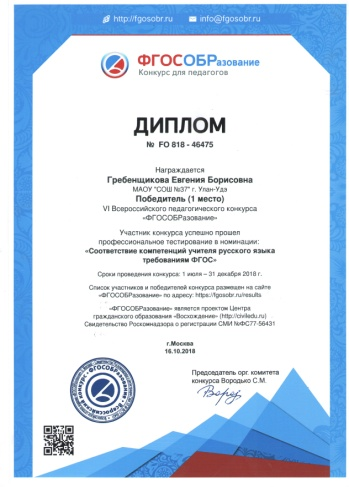 http://fgosobr.ru info@fgosobr.ru
ФГОСОБРазование
Конкурс для педагогов
ДИПЛОМ
№ FO 818 - 46475
Награждается
Гребенщикова Евгения Борисовна
МАОУ "СОШ №37" г. Улан-Удэ
Победитель (1 место)
VI Всероссийского педагогического конкурса
«ФГОСОБРазование»
Участник конкурса успешно прошел
профессиональное тестирование в номинации:
«Соответствие компетенций учителя русского языка
требованиям ФГОС»
Сроки проведения конкурса: 1 июля – 31 декабря 2018 г.
Список участников и победителей конкурса размещен на сайте
«ФГОСОБРазование» по адресу: https://fgosobr.ru/results
«ФГОСОБРазование» является проектом Центра
гражданского образования «Восхождение» (http://civiledu.ru)
Свидетельство Роскомнадзора о регистрации СМИ №ФС77-56431
г.Москва
16.10.2018
Председатель орг. комитета
конкурса Вородько С.М.
Всероссийский конкурс • ФГОСОБРазование •